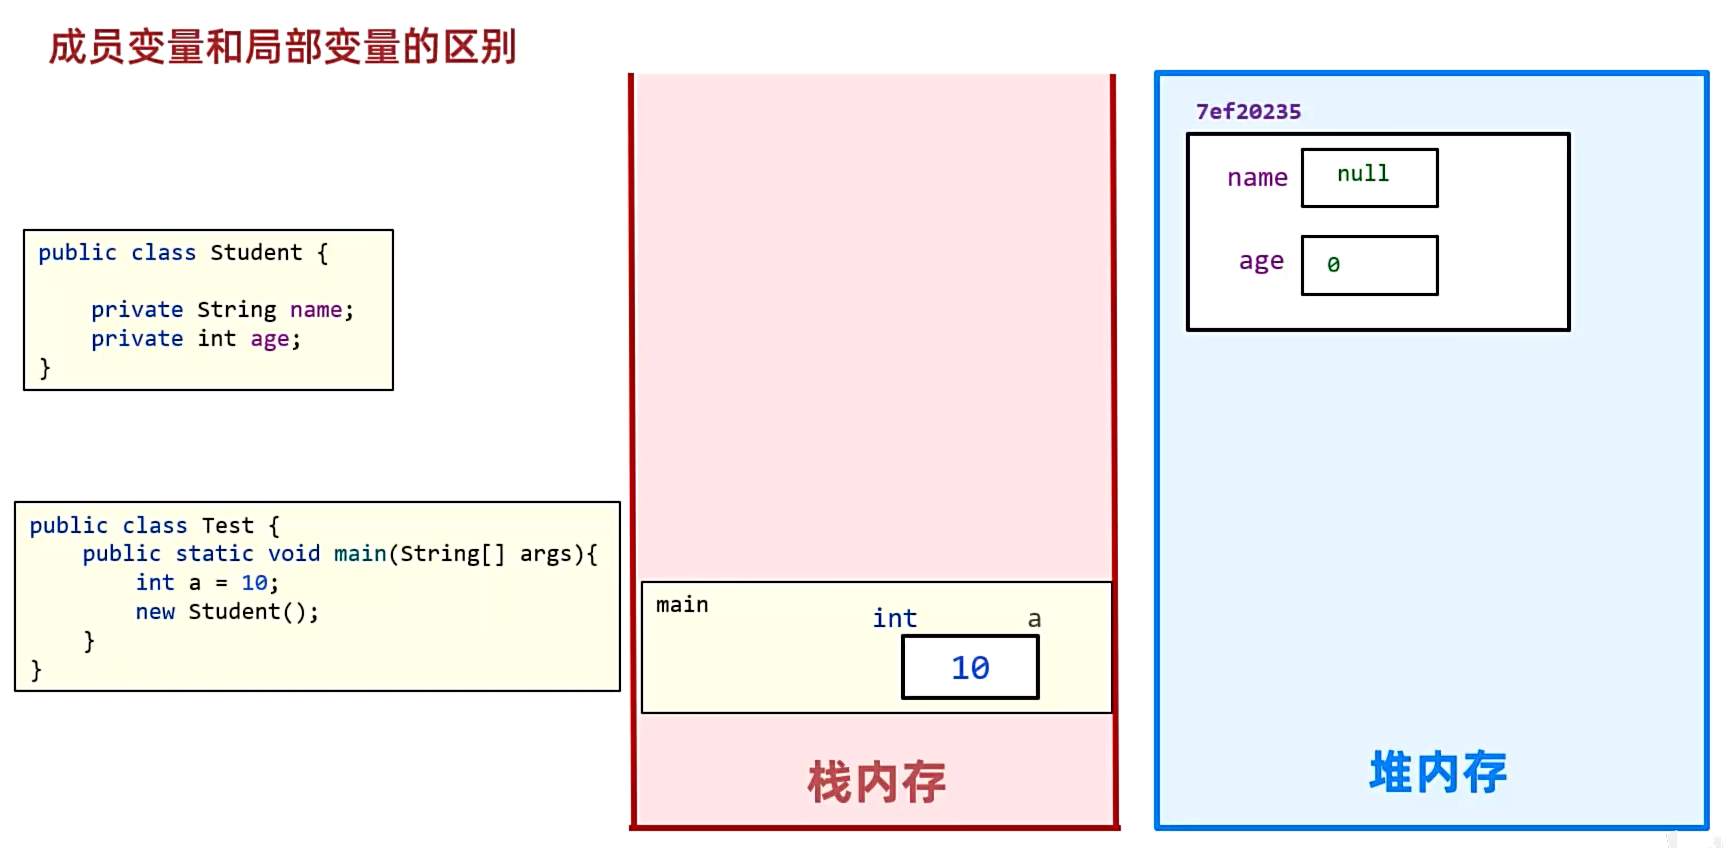 成员变量和局部变量的区别
public class Student {
    private String name;
    private int age;
}
public class Test {
    public static void main(String[] args){
        int a = 10;
        new Student();
    }
}
main
int a
10
栈内存
7ef20235
name null
age 0
堆内存